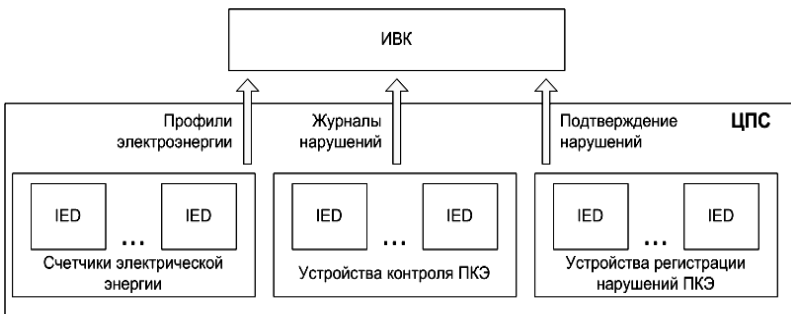 ИВК
Профили
электроэнергии
Журналы
нарушений
Подтверждение
нарушений
ЦПС
IED
...
IED
Счетчики электрической
энергии
IED
...
IED
Устройства контроля ПКЭ
IED
...
IED
Устройства регистрации
нарушений ПКЭ